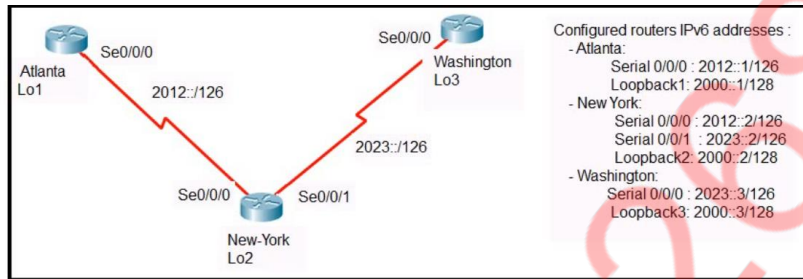 Se0/0/0
Atlanta
Lo1
2012::/126
Se0/0/0
Washington
Lo3
2023::/126
Se0/0/0
Se0/0/1
New-York
Lo2
Configured routers IPv6 addresses :
- Atlanta:
Serial 0/0/0 : 2012::1/126
Loopback1: 2000::1/128
- New York:
Serial 0/0/0 : 2012::2/126
Serial 0/0/1 : 2023::2/126
Loopback2: 2000::2/128
- Washington:
Serial 0/0/0 : 2023::3/126
Loopback3: 2000::3/128